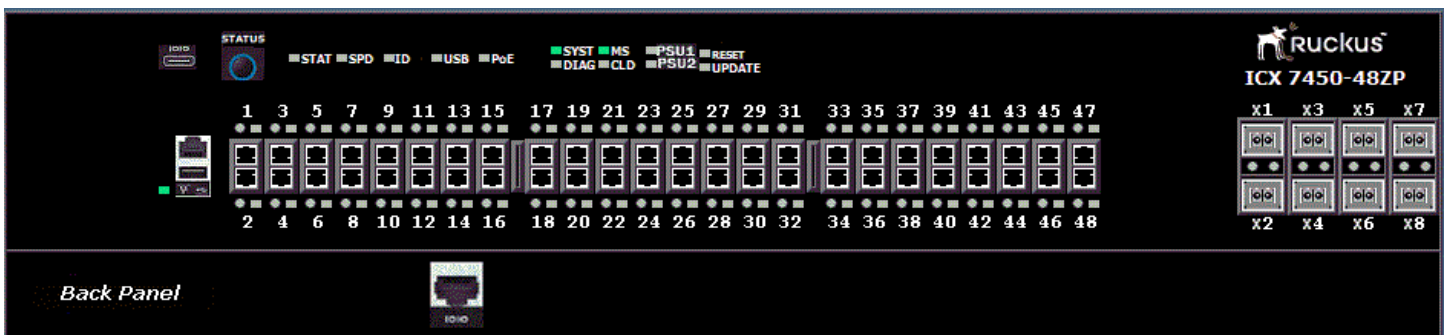 IOIO
STATUS
STAT SPD ID USB PoE
SYST MS PSU1 RESET
DIAG CLD PSU2 UPDATE
Ruckus
ICX 7450-48ZP
1 3 5 7 9 11 13 15 17 19 21 23 25 27 29 31 33 35 37 39 41 43 45 47
X1 X3 X5 X7
2 4 6 8 10 12 14 16 18 20 22 24 26 28 30 32 34 36 38 40 42 44 46 48
X2 X4 X6 X8
Back Panel
IOIO